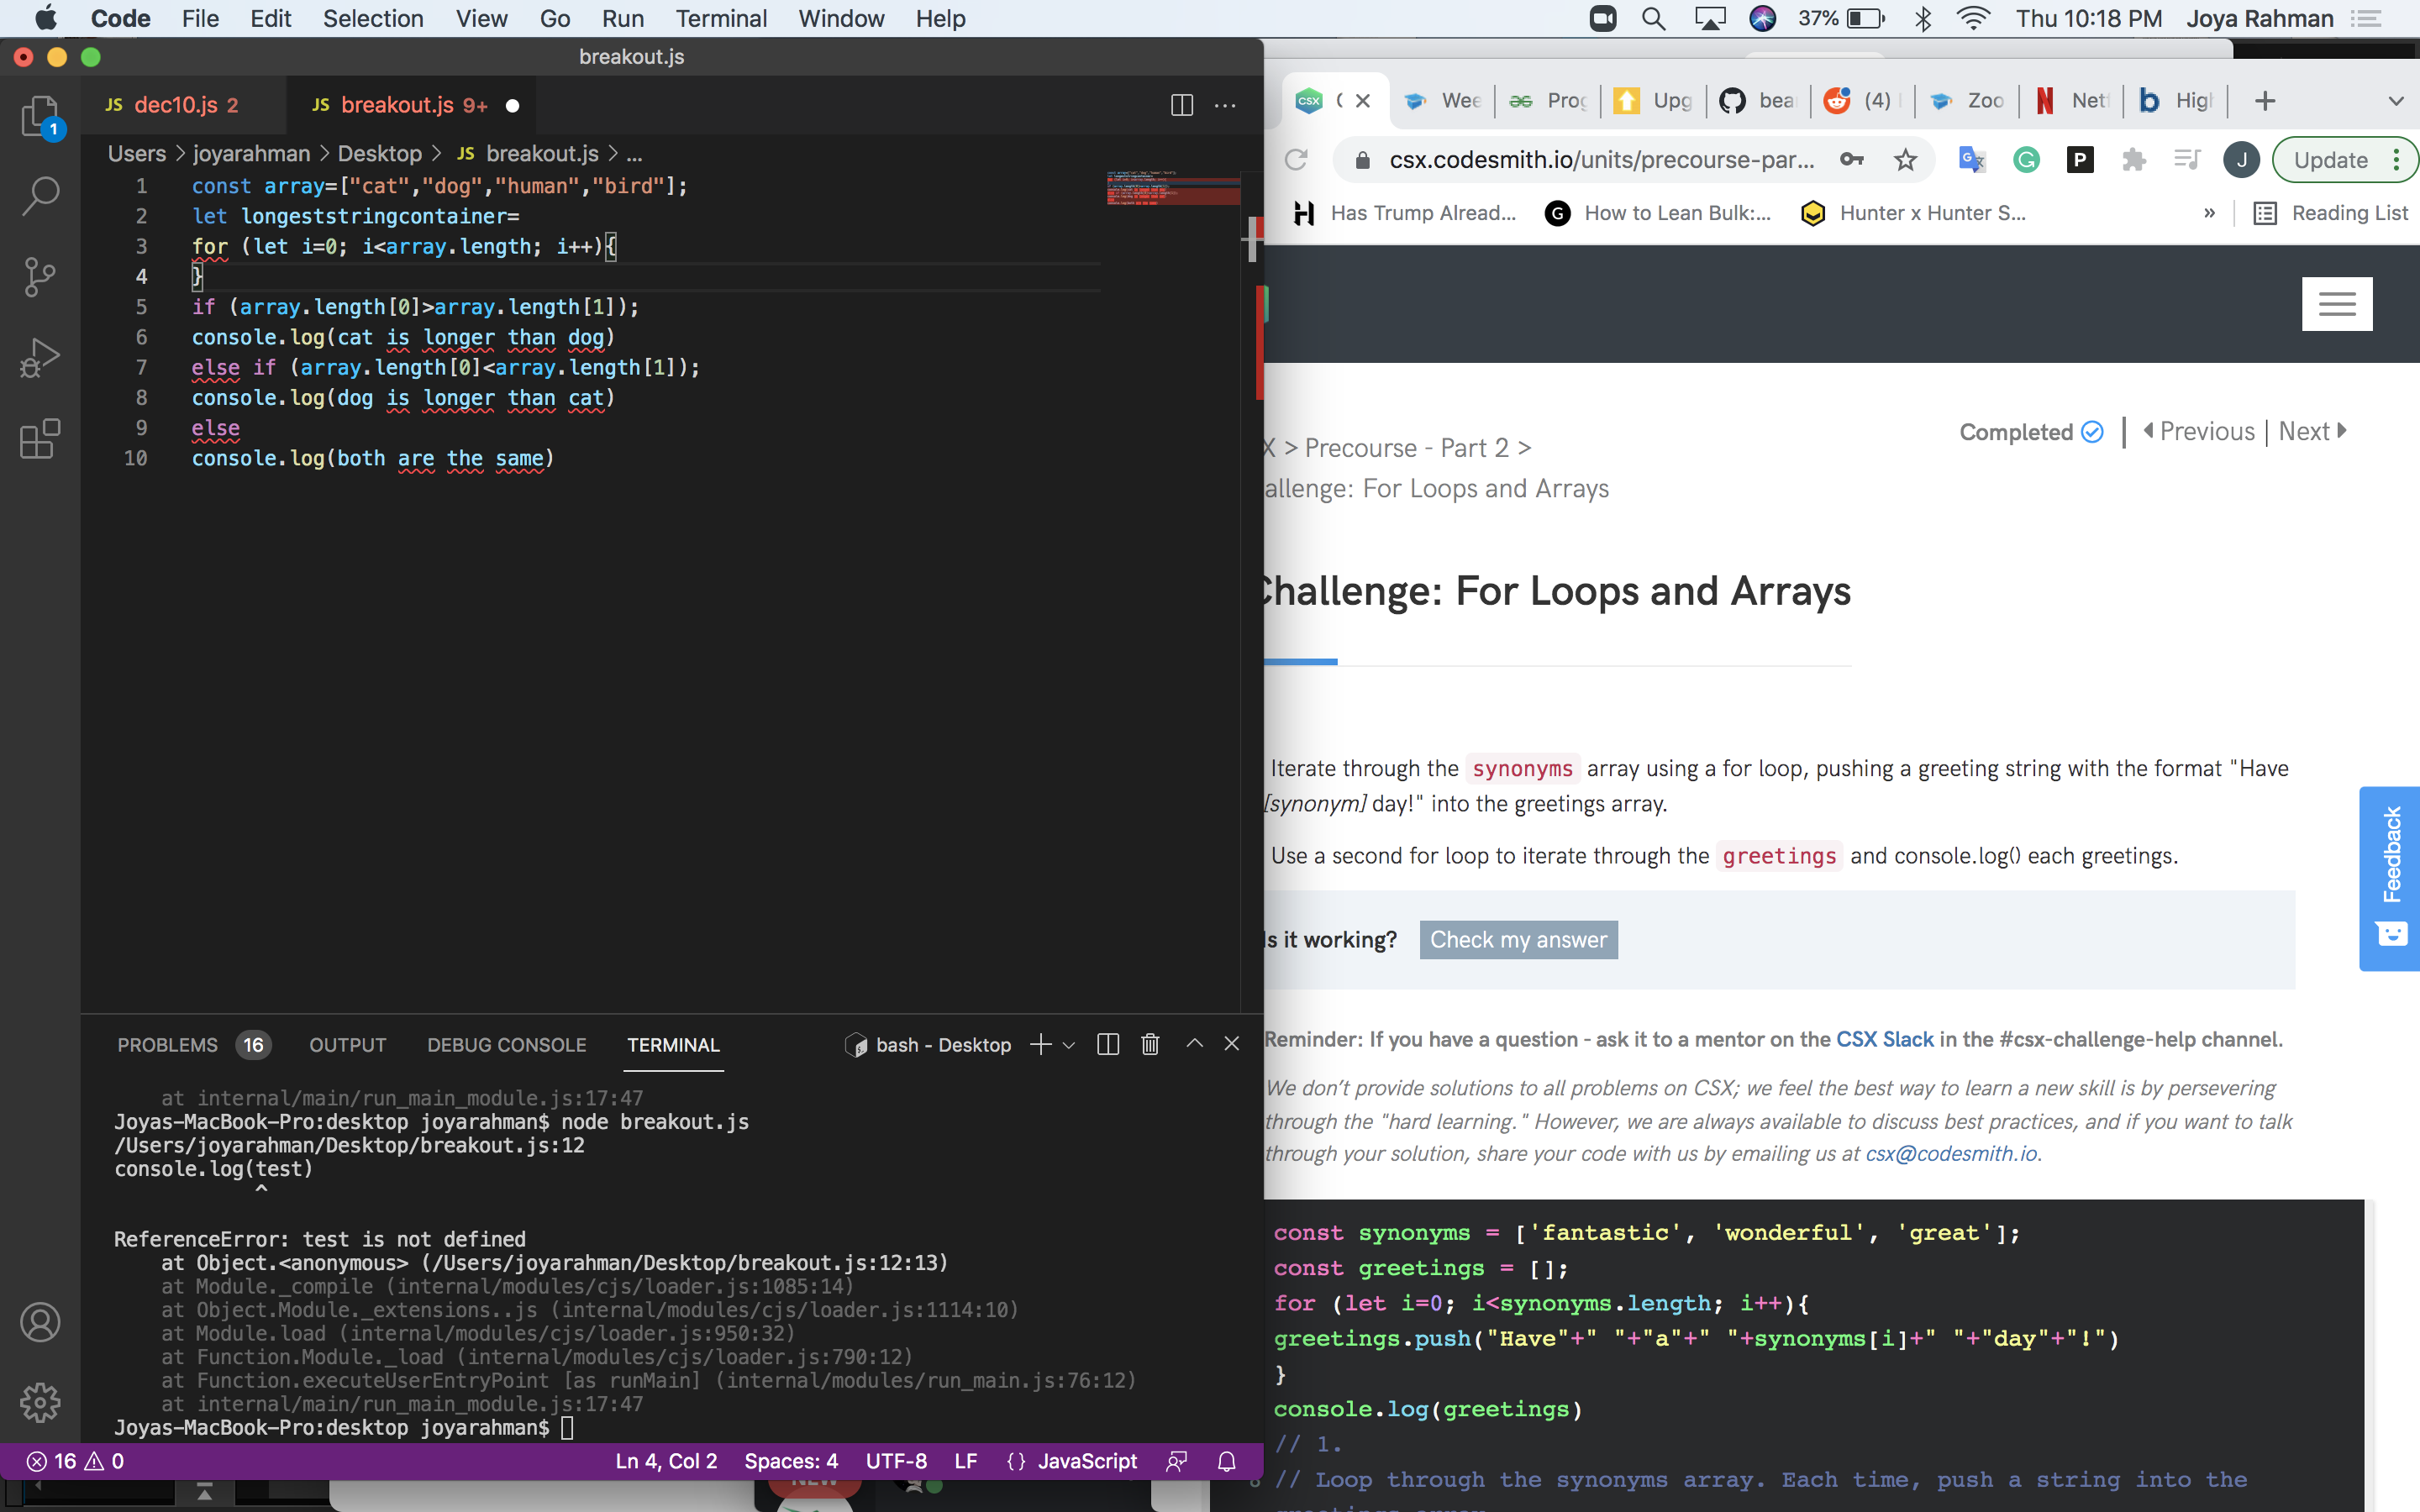 Code File Edit Selection View Go Run Terminal Window Help 37% Thu 10:18 PM Joya Rahman
breakout.js
JS dec10.js 2 JS breakout.js 9+
1
Users > joyarahman > Desktop > JS breakout.js > ...
1 const array=["cat","dog","human","bird"];
2 let longeststringcontainer=
3 for (let i=0; i<array.length; i++){
4 }
5 if (array.length[0]>array.length[1]);
6 console.log(cat is longer than dog)
7 else if (array.length[0]<array.length[1]);
8 console.log(dog is longer than cat)
9 else
10 console.log(both are the same)
PROBLEMS 16 OUTPUT DEBUG CONSOLE TERMINAL bash - Desktop
at internal/main/run_main_module.js:17:47
Joyas-MacBook-Pro:desktop joyarahman$ node breakout.js
/Users/joyarahman/Desktop/breakout.js:12
console.log(test)
^
ReferenceError: test is not defined
at Object.<anonymous> (/Users/joyarahman/Desktop/breakout.js:12:13)
at Module._compile (internal/modules/cjs/loader.js:1085:14)
at Object.Module._extensions..js (internal/modules/cjs/loader.js:1114:10)
at Module.load (internal/modules/cjs/loader.js:950:32)
at Function.Module._load (internal/modules/cjs/loader.js:790:12)
at Function.executeUserEntryPoint [as runMain] (internal/modules/run_main.js:76:12)
at internal/main/run_main_module.js:17:47
Joyas-MacBook-Pro:desktop joyarahman$
16 0 Ln 4, Col 2 Spaces: 4 UTF-8 LF {} JavaScript
NEW
CSX ( Wee Prog Upg bea (4) Zoo Net High
csx.codesmith.io/units/precourse-par... P J Update
Has Trump Alread... G How to Lean Bulk:... Hunter x Hunter S... » Reading List
Completed | Previous | Next
X > Precourse - Part 2 >
allenge: For Loops and Arrays
Challenge: For Loops and Arrays
Iterate through the synonyms array using a for loop, pushing a greeting string with the format "Have
[synonym] day!" into the greetings array.
Use a second for loop to iterate through the greetings and console.log() each greetings.
Feedback
Is it working? Check my answer
Reminder: If you have a question - ask it to a mentor on the CSX Slack in the #csx-challenge-help channel.
We don't provide solutions to all problems on CSX; we feel the best way to learn a new skill is by persevering
through the "hard learning." However, we are always available to discuss best practices, and if you want to talk
through your solution, share your code with us by emailing us at csx@codesmith.io.
const synonyms = ['fantastic', 'wonderful', 'great'];
const greetings = [];
for (let i=0; i<synonyms.length; i++){
greetings.push("Have"+" "+"a"+" "+synonyms[i]+" "+"day"+"!")
}
console.log(greetings)
// 1.
// Loop through the synonyms array. Each time, push a string into the